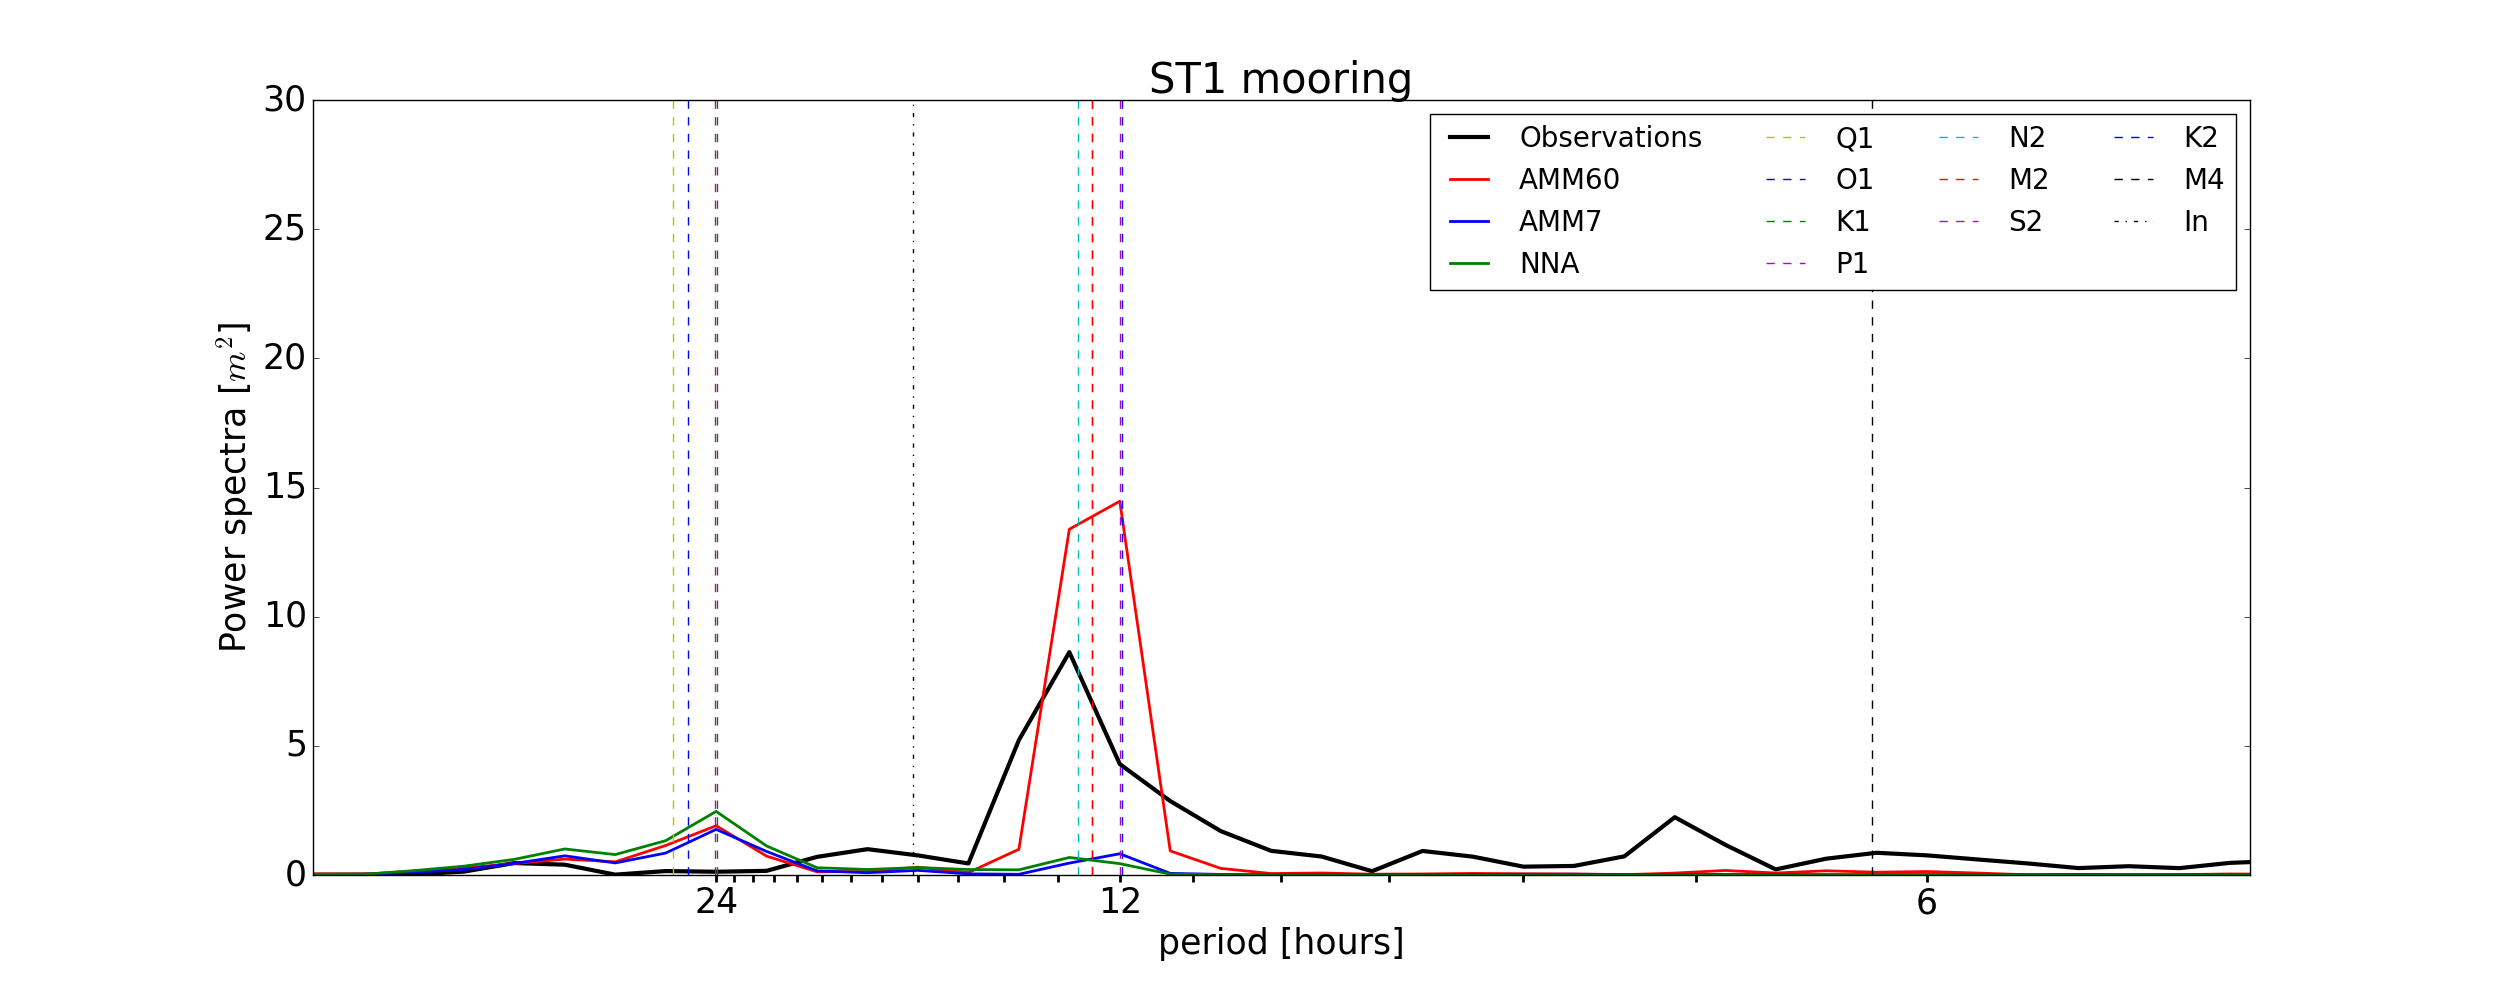 ST1 mooring
30
25
20
15
10
5
0
Power spectra [m²]
Observations
AMM60
AMM7
NNA
Q1
O1
K1
P1
N2
M2
S2
K2
M4
In
24 12 6
period [hours]